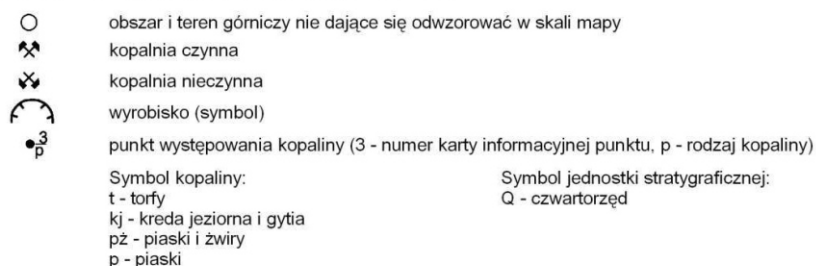 obszar i teren górniczy nie dające się odwzorować w skali mapy
kopalnia czynna
kopalnia nieczynna
wyrobisko (symbol)
3
p
punkt występowania kopaliny (3 - numer karty informacyjnej punktu, p - rodzaj kopaliny)
Symbol kopaliny:
t - torfy
kj - kreda jeziorna i gytia
pż - piaski i żwiry
p - piaski
Symbol jednostki stratygraficznej:
Q - czwartorzęd